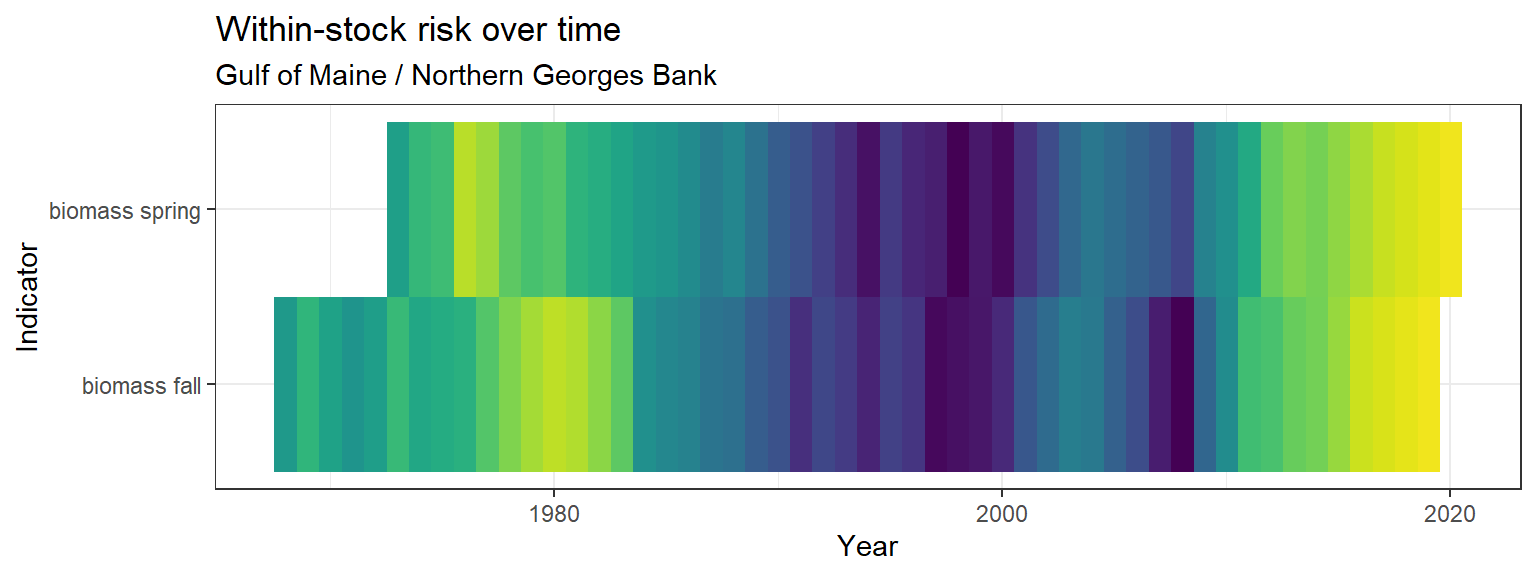 Within-stock risk over time
Gulf of Maine / Northern Georges Bank
Indicator
biomass spring
biomass fall
1980
2000
2020
Year